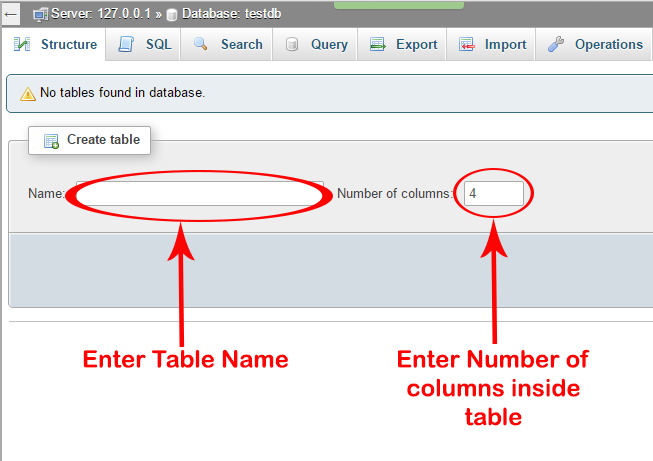 ← Server: 127.0.0.1 » Database: testdb
Structure SQL Search Query Export Import Operations
No tables found in database.
Create table
Name: Number of columns: 4
Enter Table Name
Enter Number of
columns inside
table